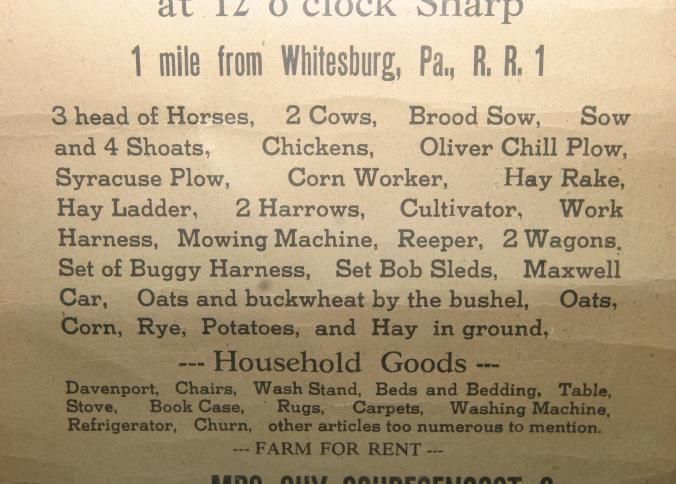 at 12 o'clock Sharp
1 mile from Whitesburg, Pa., R. R. 1
3 head of Horses, 2 Cows, Brood Sow, Sow
and 4 Shoats, Chickens, Oliver Chill Plow,
Syracuse Plow, Corn Worker, Hay Rake,
Hay Ladder, 2 Harrows, Cultivator, Work
Harness, Mowing Machine, Reeper, 2 Wagons.
Set of Buggy Harness, Set Bob Sleds, Maxwell
Car, Oats and buckwheat by the bushel, Oats,
Corn, Rye, Potatoes, and Hay in ground,
--- Household Goods ---
Davenport, Chairs, Wash Stand, Beds and Bedding, Table,
Stove, Book Case, Rugs, Carpets, Washing Machine,
Refrigerator, Churn, other articles too numerous to mention.
--- FARM FOR RENT ---
MRS GUY